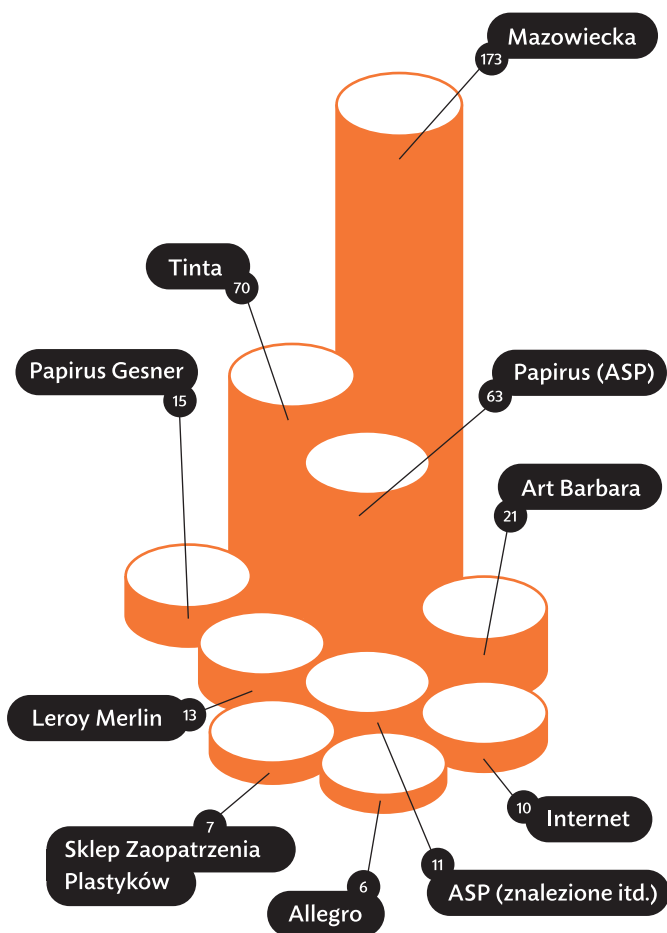 Mazowiecka
173
Tinta
70
Papirus Gesner
15
Papirus (ASP)
63
Art Barbara
21
Leroy Merlin
13
Internet
10
7
Sklep Zaopatrzenia
Plastyków
ASP (znalezione itd.)
11
Allegro
6